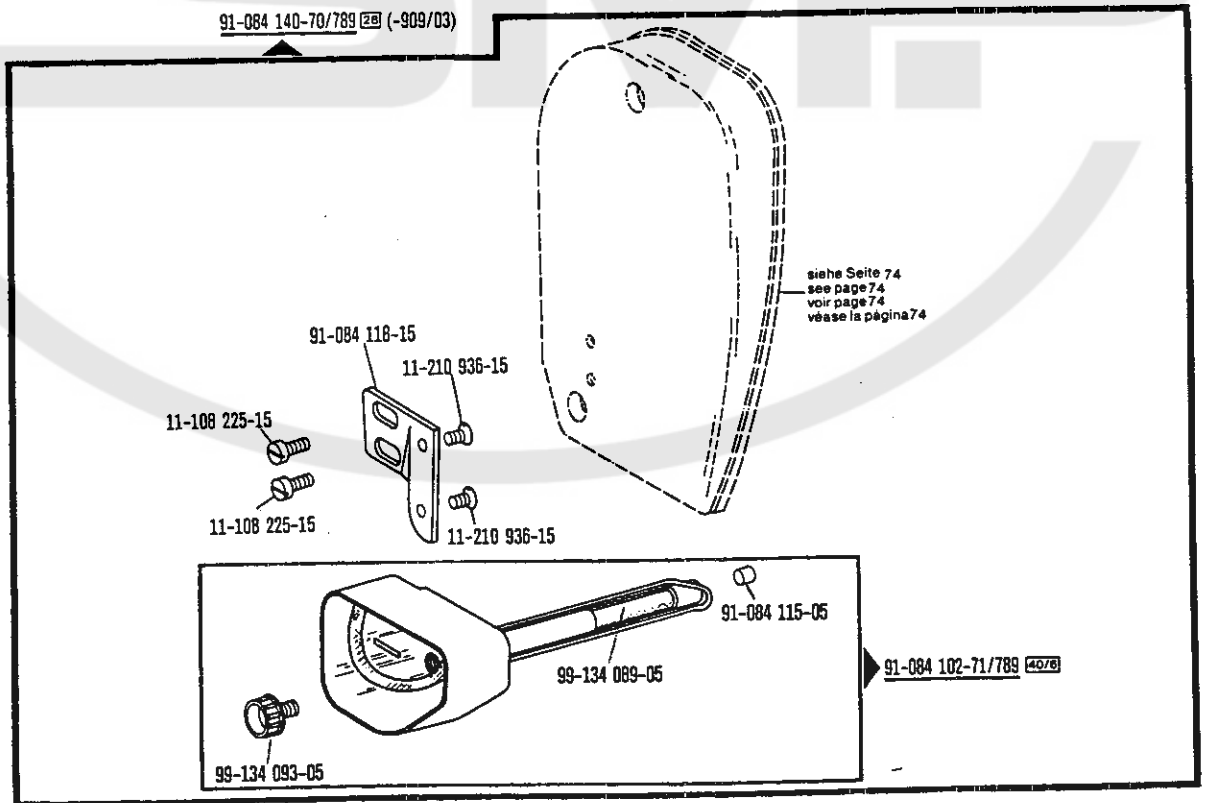 91-084 140-70/789 28 (-909/03)
siehe Seite 74
see page 74
voir page 74
véase la página 74
91-084 118-15
11-210 936-15
11-108 225-15
11-108 225-15
11-210 936-15
91-084 115-05
99-134 089-05
91-084 102-71/789 40/6
99-134 093-05